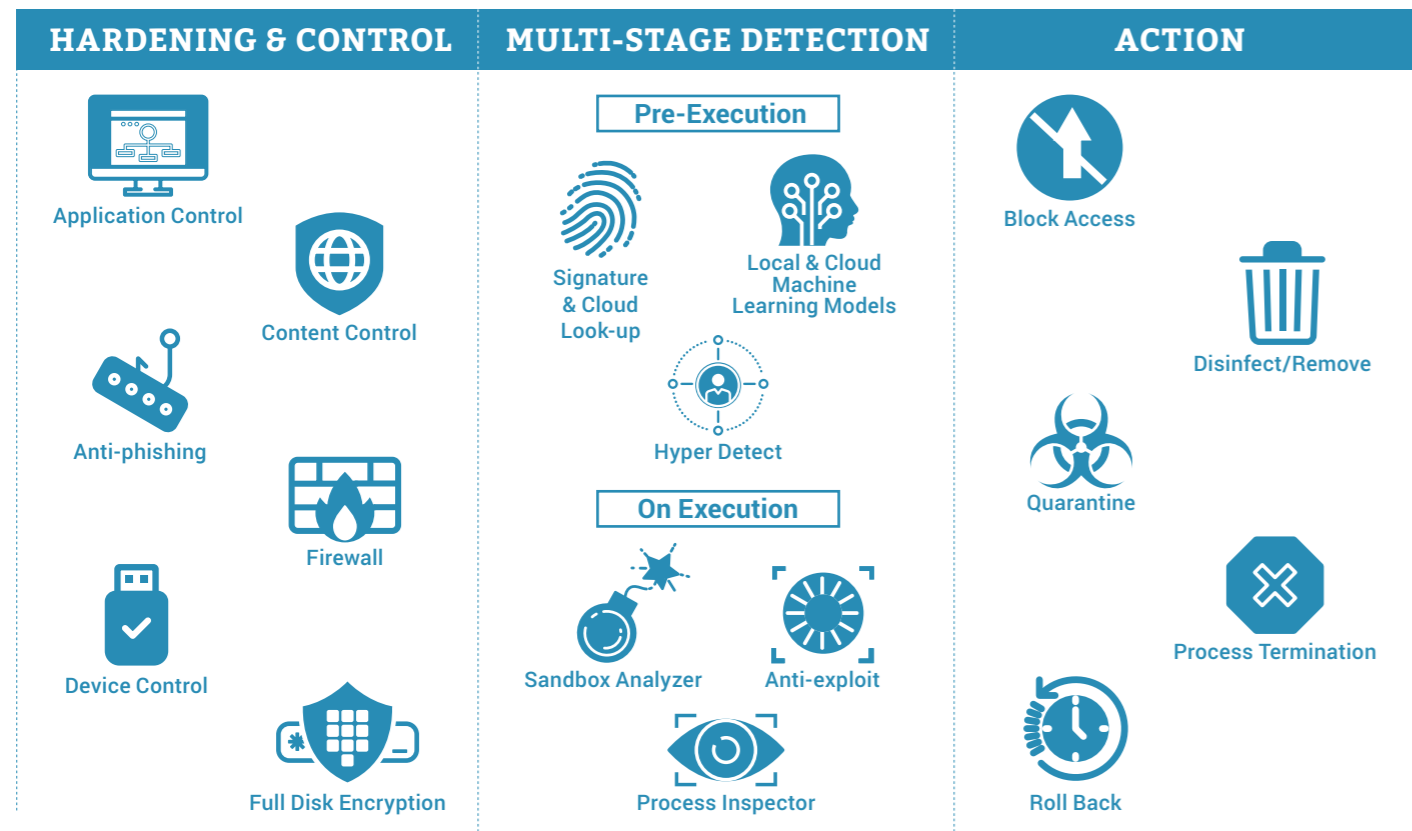 HARDENING & CONTROL
Application Control
Content Control
Anti-phishing
Firewall
Device Control
Full Disk Encryption
MULTI-STAGE DETECTION
Pre-Execution
Signature
& Cloud
Look-up
Local & Cloud
Machine
Learning Models
Hyper Detect
On Execution
Sandbox Analyzer
Anti-exploit
Process Inspector
ACTION
Block Access
Disinfect/Remove
Quarantine
Process Termination
Roll Back